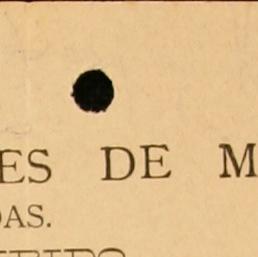 ES DE M
DAS.